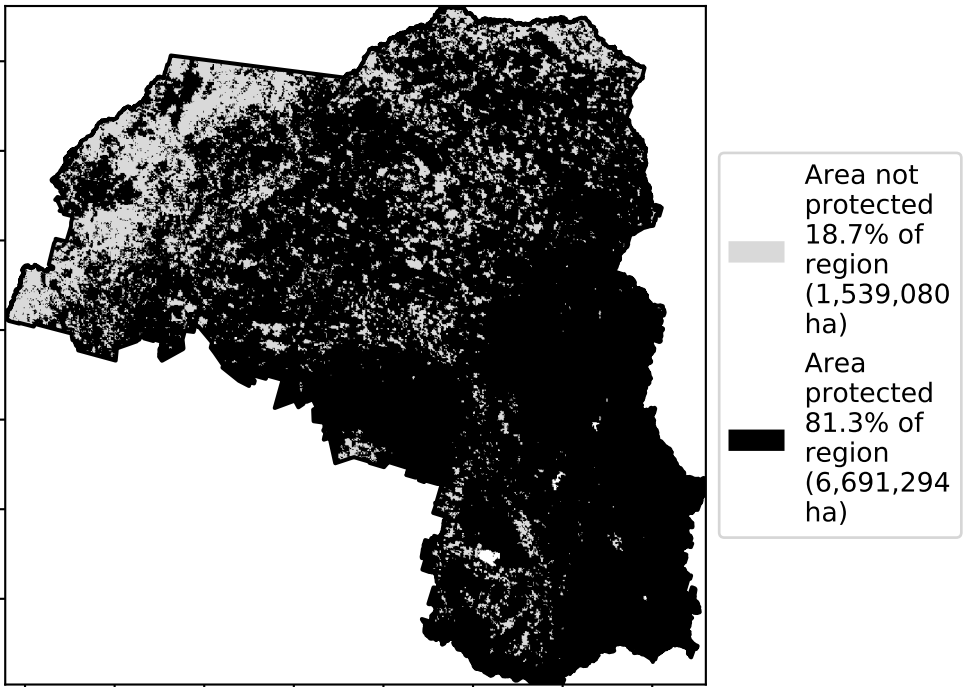 Area not
protected
18.7% of
region
(1,539,080
ha)
Area
protected
81.3% of
region
(6,691,294
ha)